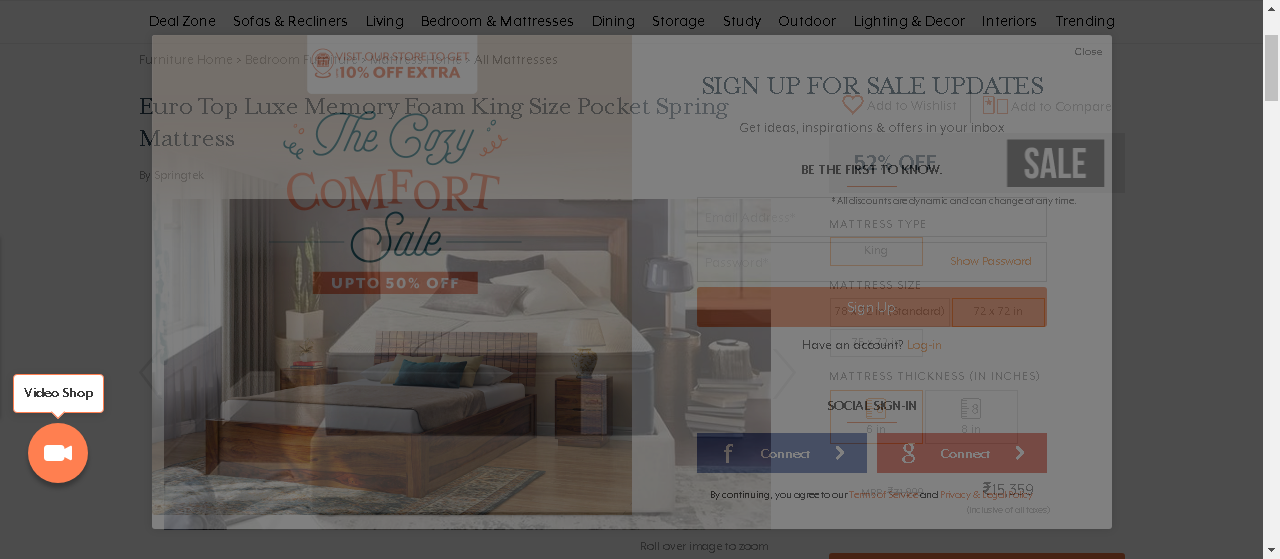 Deal Zone Sofas & Recliners Living Bedroom & Mattresses Dining Storage Study Outdoor Lighting & Decor Interiors Trending
Furniture Home > Bedroom Furniture > Mattress Home > All Mattresses
Euro Top Luxe Memory Foam King Size Pocket Spring
Mattress
By Springtek
Add to Wishlist
Add to Compare
52% OFF
SALE
* All discounts are dynamic and can change at any time.
MATTRESS TYPE
King
MATTRESS SIZE
72 x 72 in
MATTRESS THICKNESS (IN INCHES)
6 in
8 in
₹15,359
(Inclusive of all taxes)
Roll over image to zoom
VISIT OUR STORE TO GET
10% OFF EXTRA
The Cozy
COMFORT
Sale
UPTO 50% OFF
Close
SIGN UP FOR SALE UPDATES
Get ideas, inspirations & offers in your inbox
BE THE FIRST TO KNOW.
Email Address*
Password*
Show Password
Sign Up
Have an account? Log-in
SOCIAL SIGN-IN
f Connect
g Connect
By continuing, you agree to our Terms of Service and Privacy & Legal Policy
Video Shop